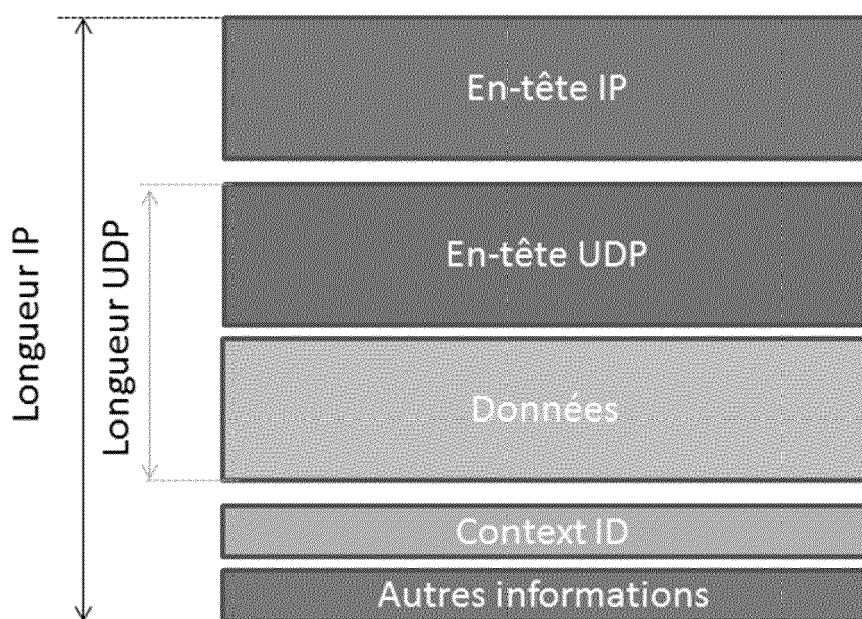 En-tête IP
En-tête UDP
Données
Context ID
Autres informations
Longueur IP
Longueur UDP